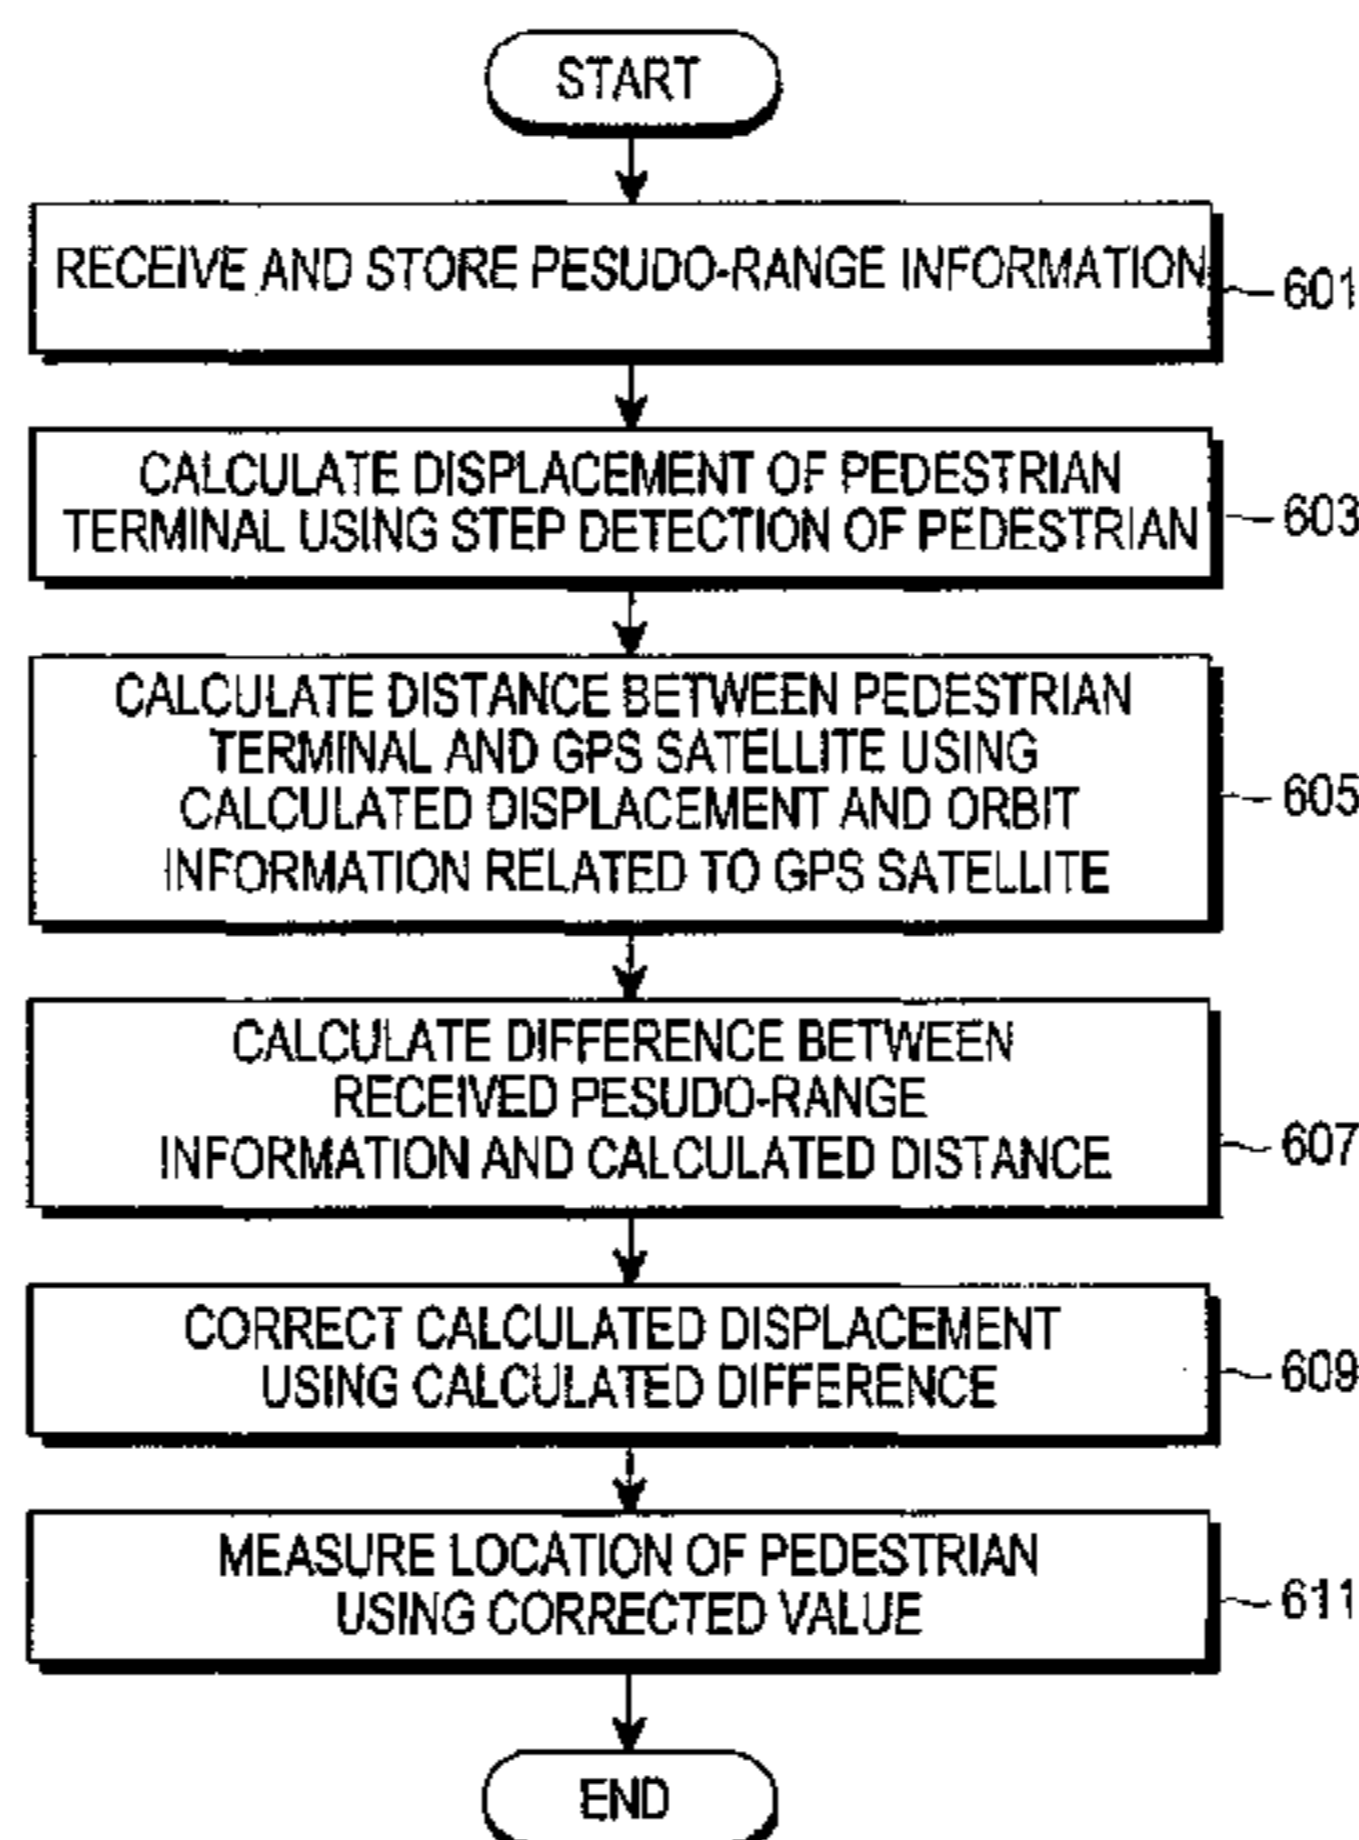 START
RECEIVE AND STORE PESUDO-RANGE INFORMATION
601
CALCULATE DISPLACEMENT OF PEDESTRIAN
TERMINAL USING STEP DETECTION OF PEDESTRIAN
603
CALCULATE DISTANCE BETWEEN PEDESTRIAN
TERMINAL AND GPS SATELLITE USING
CALCULATED DISPLACEMENT AND ORBIT
INFORMATION RELATED TO GPS SATELLITE
605
CALCULATE DIFFERENCE BETWEEN
RECEIVED PESUDO-RANGE
INFORMATION AND CALCULATED DISTANCE
607
CORRECT CALCULATED DISPLACEMENT
USING CALCULATED DIFFERENCE
609
MEASURE LOCATION OF PEDESTRIAN
USING CORRECTED VALUE
611
END